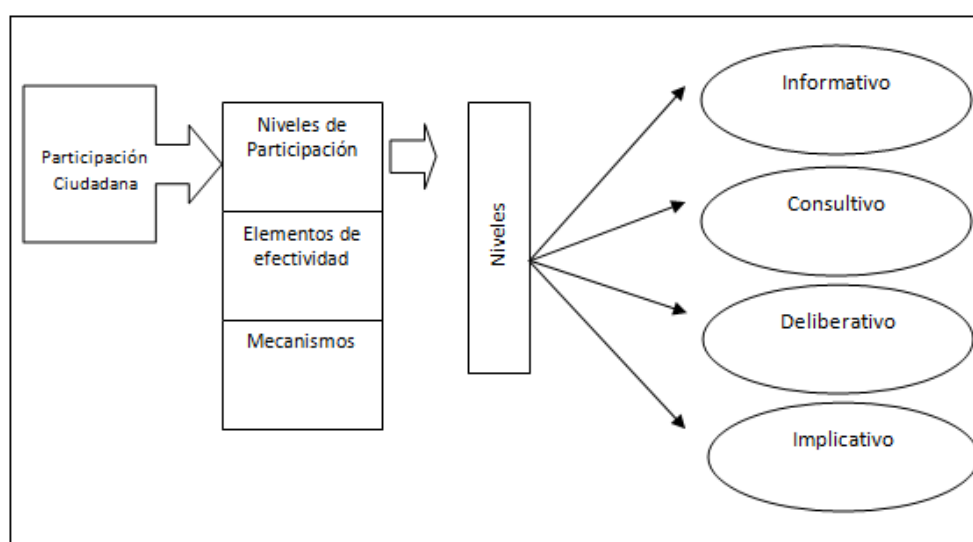 Participación
Ciudadana
Niveles de
Participación
Elementos de
efectividad
Mecanismos
Niveles
Informativo
Consultivo
Deliberativo
Implicativo